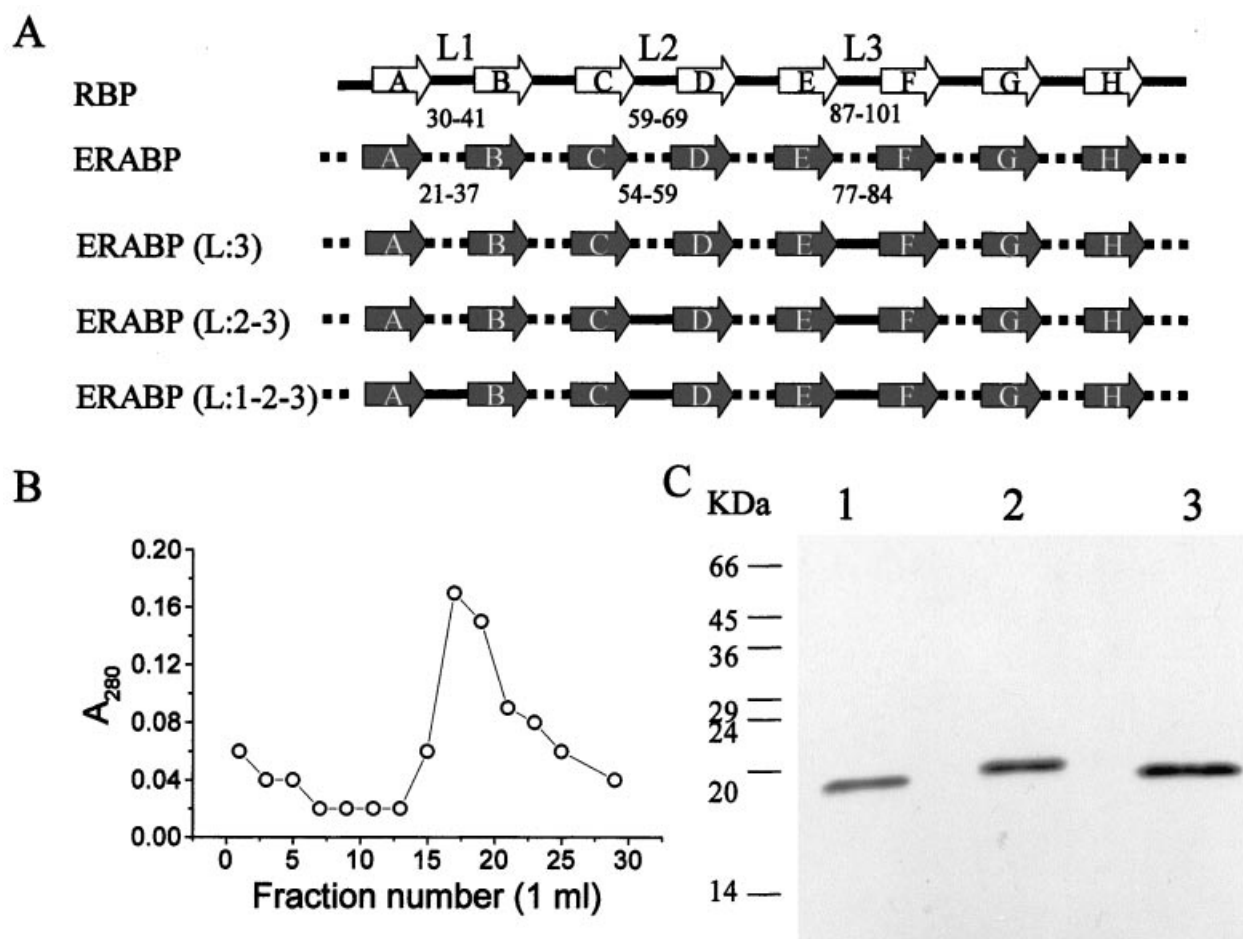 A
L1 L2 L3
RBP A B C D E F G H
30-41 59-69 87-101
ERABP A B C D E F G H
21-37 54-59 77-84
ERABP (L:3) A B C D E F G H
ERABP (L:2-3) A B C D E F G H
ERABP (L:1-2-3) A B C D E F G H
B
A280
0.20
0.16
0.12
0.08
0.04
0.00
0 5 10 15 20 25 30
Fraction number (1 ml)
C
KDa 1 2 3
66
45
36
29
24
20
14